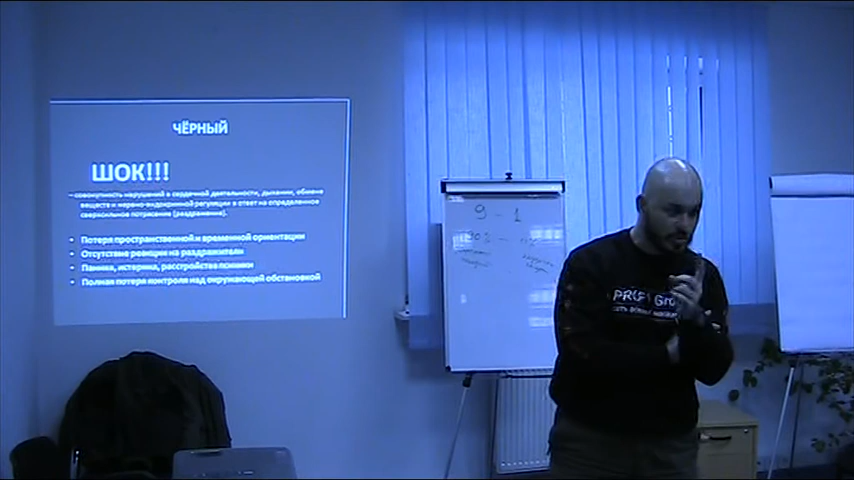 ЧЁРНЫЙ
ШОК!!!
– совокупность нарушений в сердечной деятельности, дыхании, обмене
веществ и нервно-эндокринной регуляции в ответ на определенное
сверхсильное потрясение (раздражение).
• Потеря пространственной и временной ориентации
• Отсутствие реакции на раздражители
• Паника, истерика, расстройство психики
• Полная потеря контроля над окружающей обстановкой
9 - 1